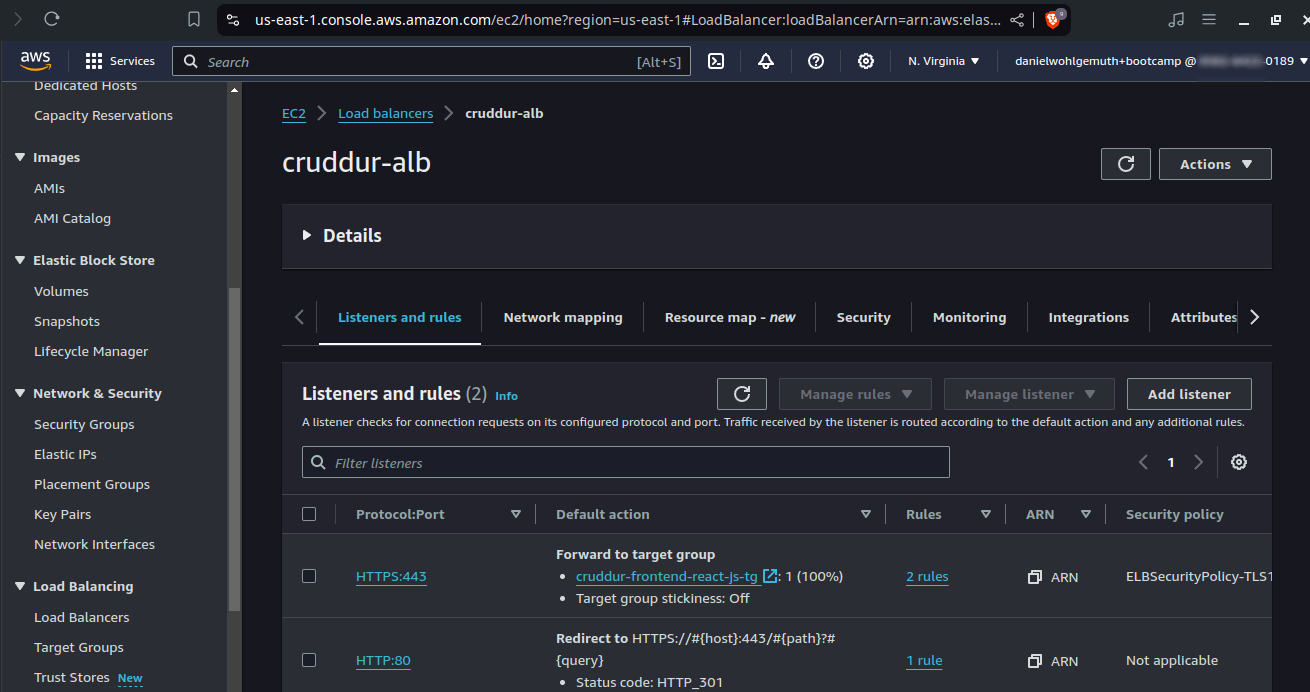 us-east-1.console.aws.amazon.com/ec2/home?region=us-east-1#LoadBalancer:loadBalancerArn=arn:aws:elas...
9
aws
Services
Search
[Alt+S]
N. Virginia
danielwohlgemuth+bootcamp @
-0189
Dedicated Hosts
Capacity Reservations
Images
AMIs
AMI Catalog
Elastic Block Store
Volumes
Snapshots
Lifecycle Manager
Network & Security
Security Groups
Elastic IPs
Placement Groups
Key Pairs
Network Interfaces
Load Balancing
Load Balancers
Target Groups
Trust Stores New
EC2
Load balancers
cruddur-alb
cruddur-alb
Actions
Details
Listeners and rules
Network mapping
Resource map - new
Security
Monitoring
Integrations
Attributes
Listeners and rules (2) Info
Manage rules
Manage listener
Add listener
A listener checks for connection requests on its configured protocol and port. Traffic received by the listener is routed according to the default action and any additional rules.
Filter listeners
1
Protocol:Port
Default action
Rules
ARN
Security policy
HTTPS:443
Forward to target group
• cruddur-frontend-react-js-tg : 1 (100%)
• Target group stickiness: Off
2 rules
ARN
ELBSecurityPolicy-TLS1
HTTP:80
Redirect to HTTPS://#{host}:443/#{path}?#
{query}
• Status code: HTTP_301
1 rule
ARN
Not applicable